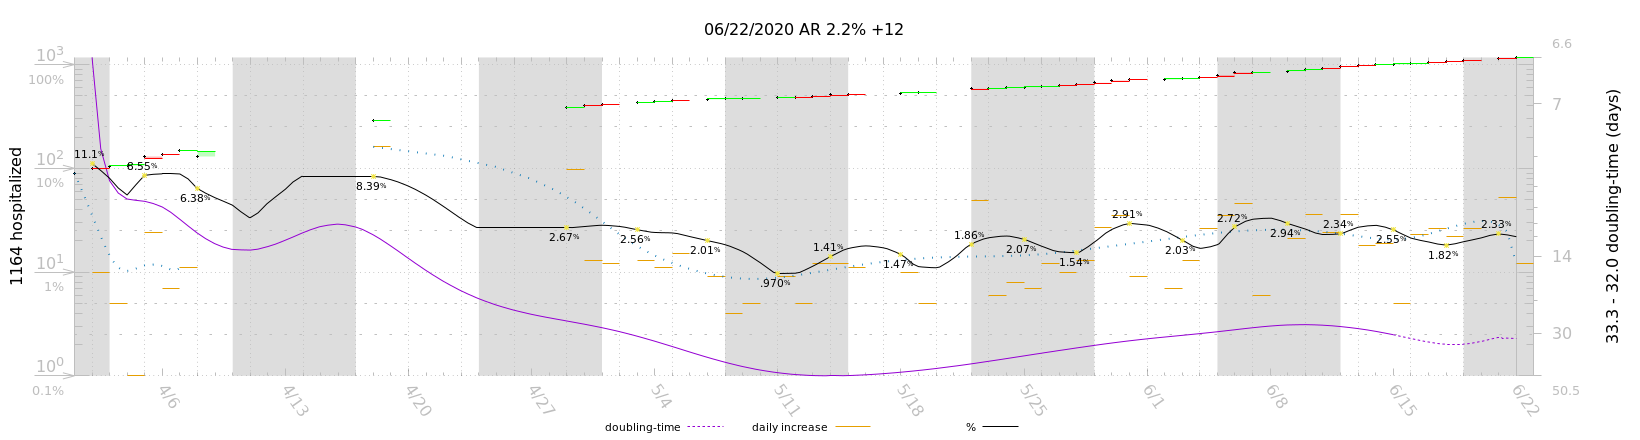 06/22/2020 AR 2.2% +12
10³ 6.6
100%
7
11.1%
10² 8.55%
10% 8.39%
6.38%
2.91% 2.72% 2.34% 2.33%
2.67% 2.56% 2.01% 1.41% 1.86% 2.07% 2.03% 2.94% 2.55% 1.82%
1.47% 1.54%
10¹ 14
.970%
1%
30
10⁰
0.1% 50.5
4/6 4/13 4/20 4/27 5/4 5/11 5/18 5/25 6/1 6/8 6/15 6/22
1164 hospitalized
33.3 - 32.0 doubling-time (days)
doubling-time daily increase %